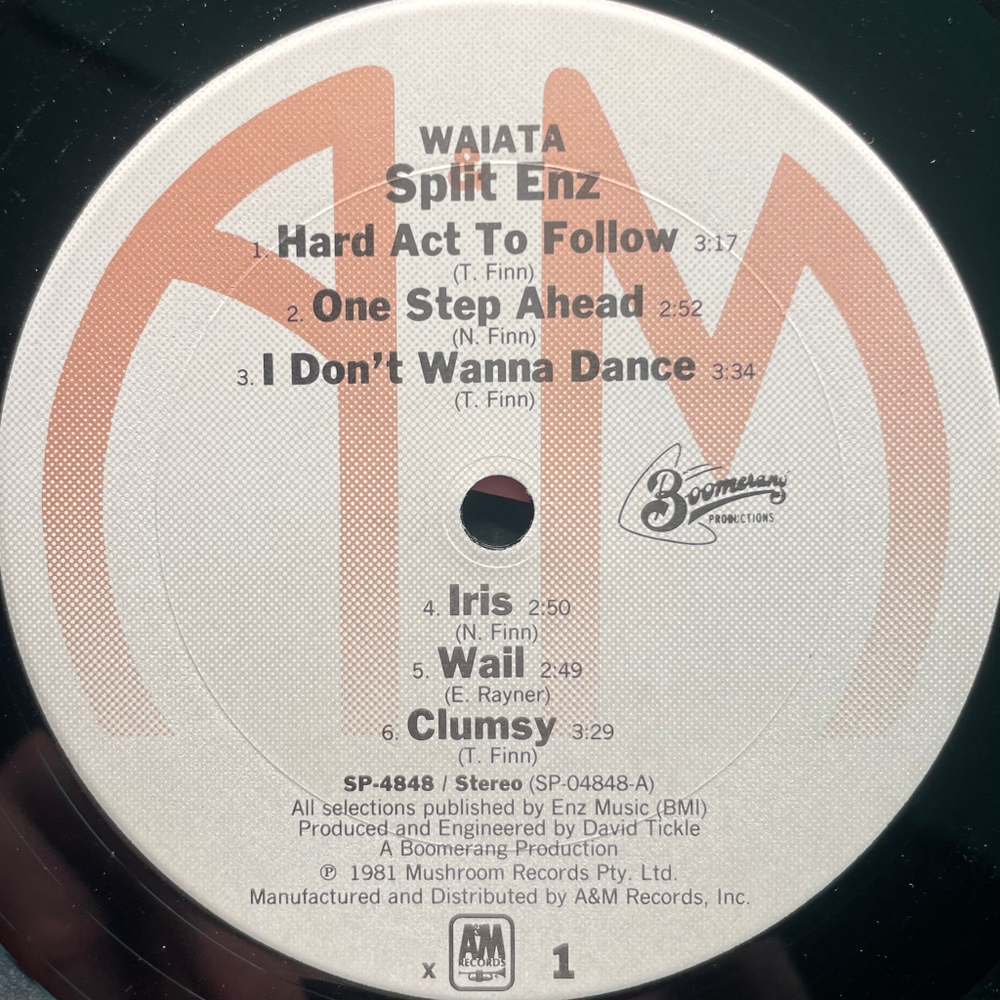 WAIATA
Split Enz
1. Hard Act To Follow 3:17
(T. Finn)
2. One Step Ahead 2:52
(N. Finn)
3. I Don't Wanna Dance 3:34
(T. Finn)
Boomerang
PRODUCTIONS
4. Iris 2:50
(N. Finn)
5. Wail 2:49
(E. Rayner)
6. Clumsy 3:29
(T. Finn)
SP-4848 / Stereo (SP-04848-A)
All selections published by Enz Music (BMI)
Produced and Engineered by David Tickle
A Boomerang Production
℗ 1981 Mushroom Records Pty. Ltd.
Manufactured and Distributed by A&M Records, Inc.
x A&M RECORDS 1
A&M